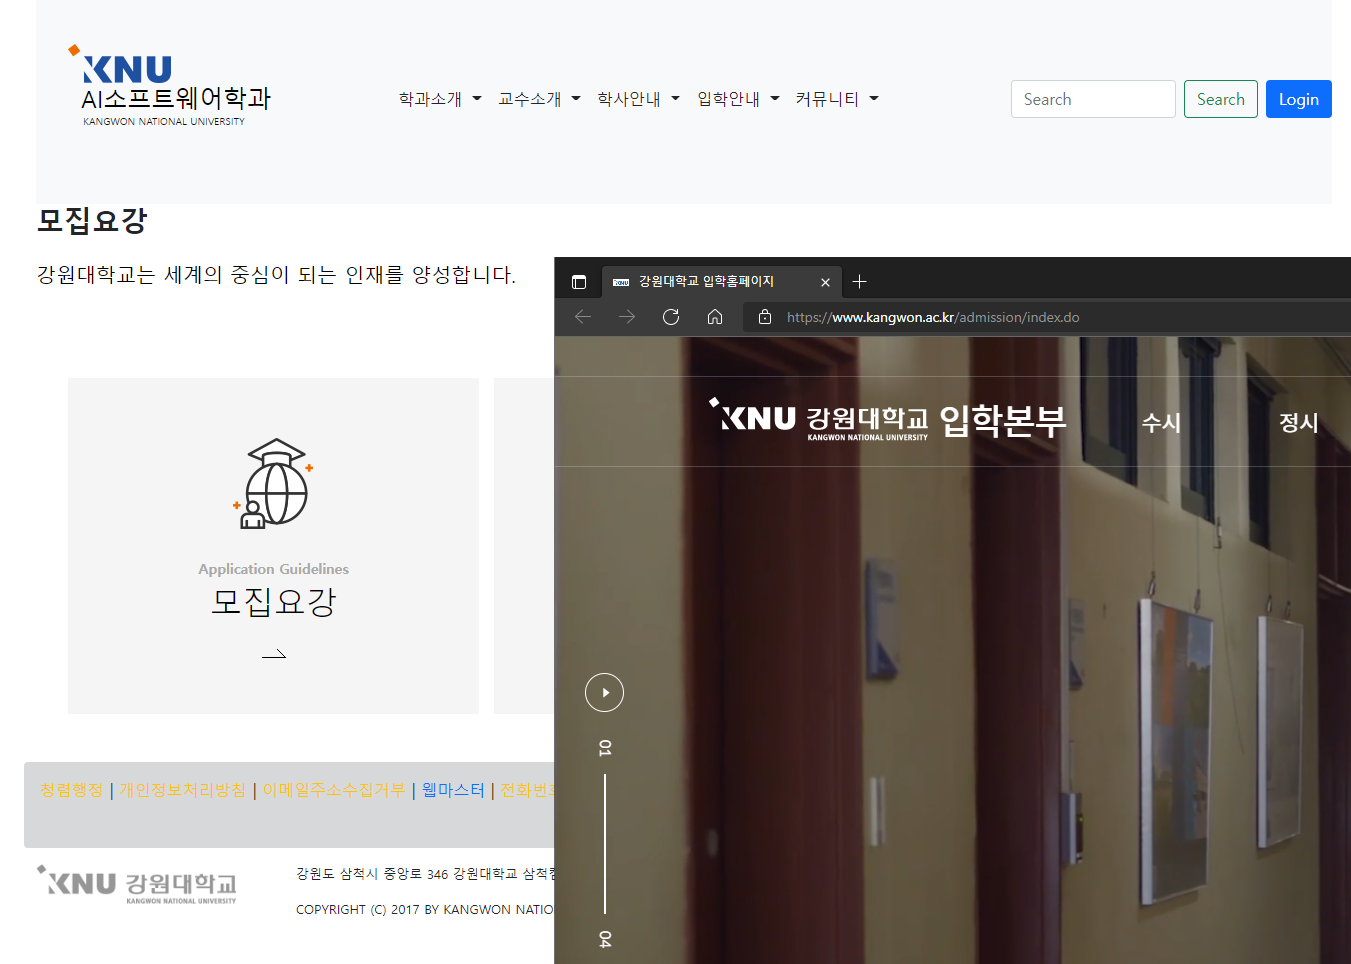 KNU
AI소프트웨어학과
KANGWON NATIONAL UNIVERSITY
학과소개 교수소개 학사안내 입학안내 커뮤니티
Search Search Login
모집요강
강원대학교는 세계의 중심이 되는 인재를 양성합니다.
Application Guidelines
모집요강
강원대학교 입학홈페이지
https://www.kangwon.ac.kr/admission/index.do
KNU 강원대학교 입학본부 수시 정시
KANGWON NATIONAL UNIVERSITY
01
04
청렴행정 | 개인정보처리방침 | 이메일주소수집거부 | 웹마스터 | 전화번
KNU 강원대학교
KANGWON NATIONAL UNIVERSITY
강원도 삼척시 중앙로 346 강원대학교 삼척
COPYRIGHT (C) 2017 BY KANGWON NATIO